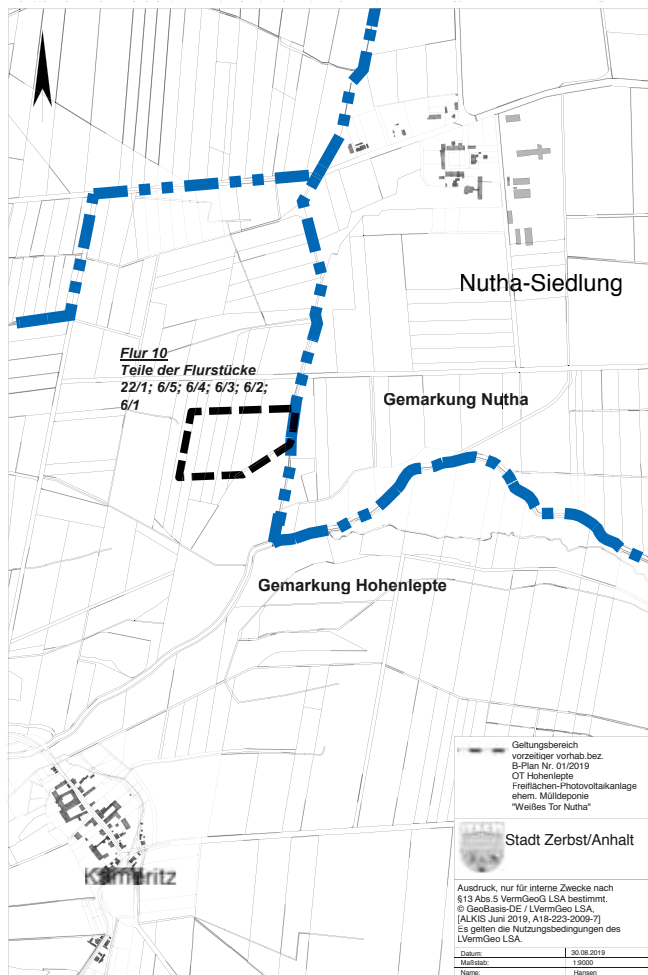 Nutha-Siedlung
Flur 10
Teile der Flurstücke
22/1; 6/5; 6/4; 6/3; 6/2;
6/1
Gemarkung Nutha
Gemarkung Hohenlepte
Kämeritz
Geltungsbereich
vorzeitiger vorhab.bez.
B-Plan Nr. 01/2019
OT Hohenlepte
Freiflächen-Photovoltaikanlage
ehem. Mülldeponie
"Weißes Tor Nutha"
Stadt Zerbst/Anhalt
Ausdruck, nur für interne Zwecke nach
§13 Abs.5 VermGeoG LSA bestimmt.
© GeoBasis-DE / LVermGeo LSA,
[ALKIS Juni 2019, A18-223-2009-7]
Es gelten die Nutzungsbedingungen des
LVermGeo LSA.
Datum: 30.08.2019
Maßstab: 1:9000
Name: Hansen